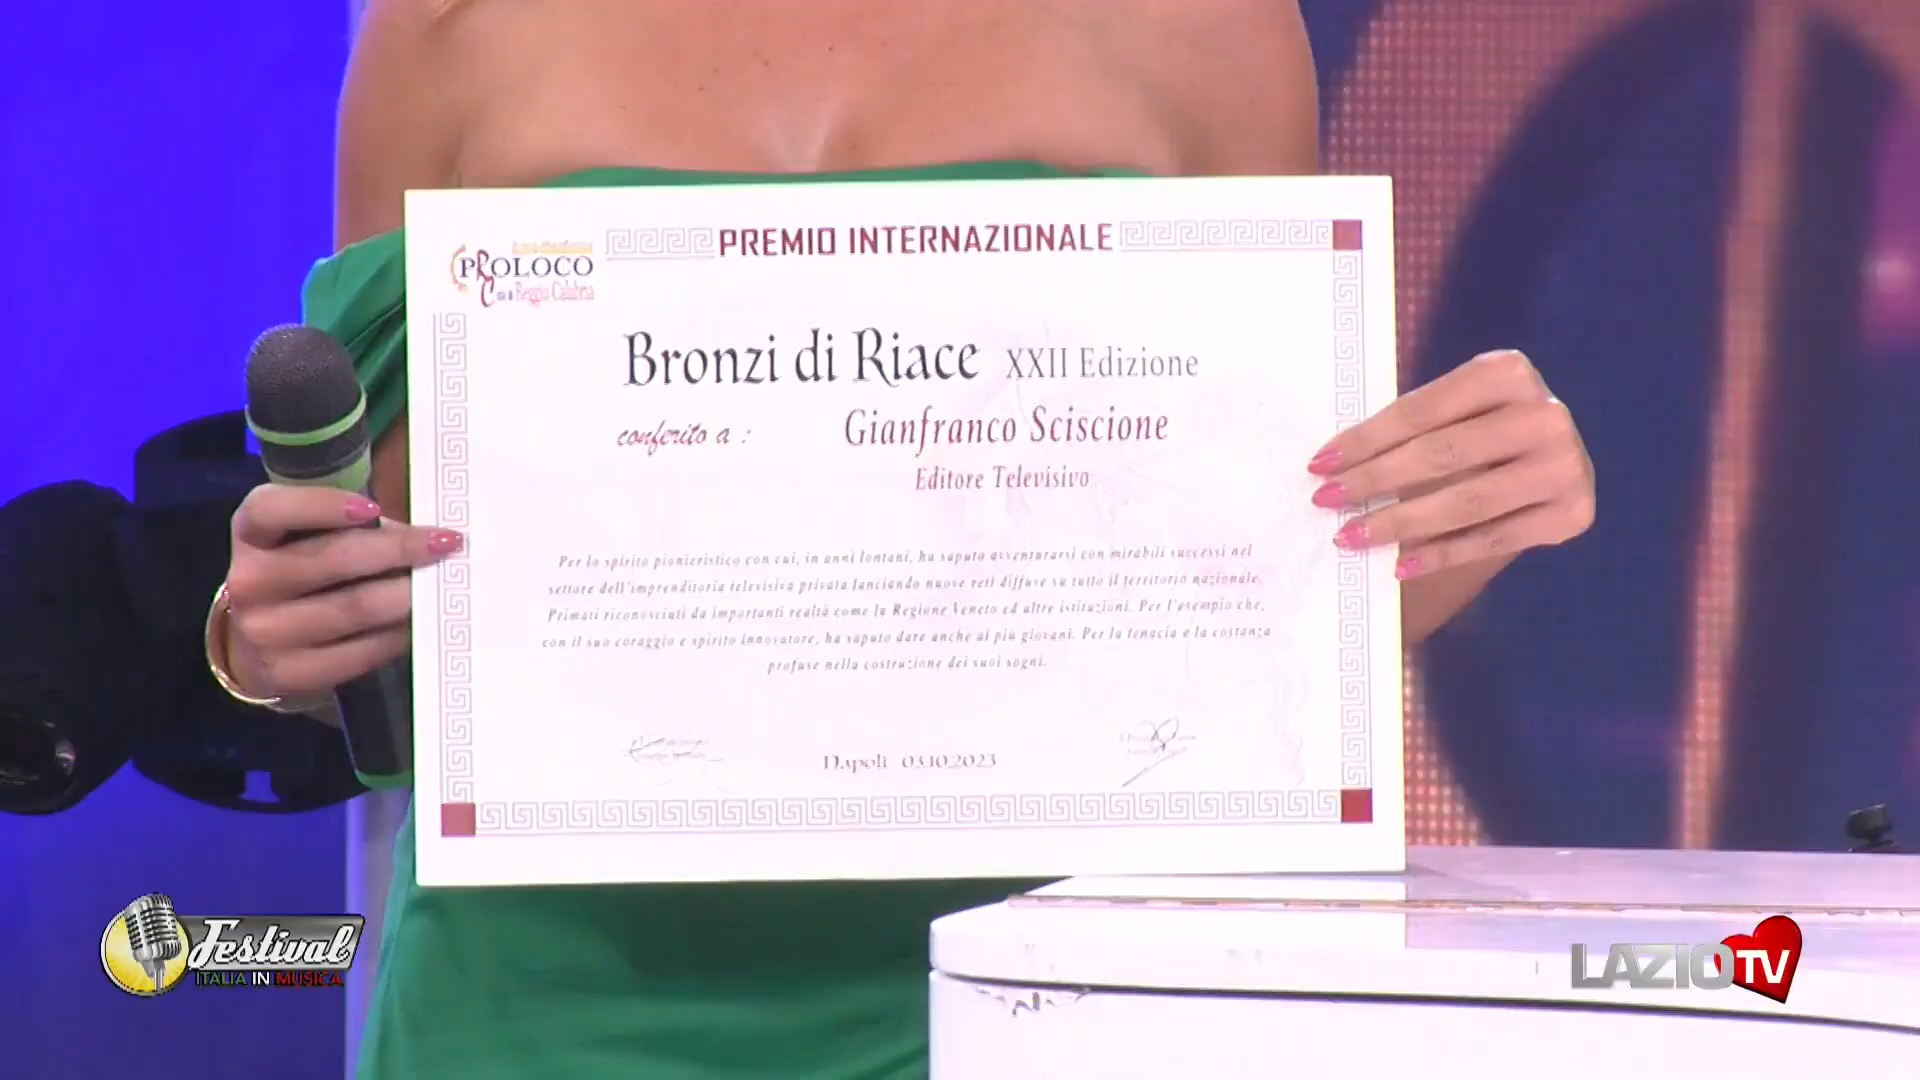 PREMIO INTERNAZIONALE
PROLOCO
Reggio Calabria
Bronzi di Riace XXII Edizione
conferito a : Gianfranco Sciscione
Editore Televisivo
Per lo spirito pionieristico con cui, in anni lontani, ha saputo avventurarsi con mirabili successi nel
settore dell'imprenditoria televisiva privata lanciando nuove reti diffuse su tutto il territorio nazionale.
Primati riconosciuti da importanti realtà come la Regione Veneto ed altre istituzioni. Per l'esempio che,
con il suo coraggio e spirito innovatore, ha saputo dare anche ai più giovani. Per la tenacia e la costanza
profuse nella costruzione dei suoi sogni.
Napoli 03.10.2023
Festival
ITALIA IN MUSICA
LAZIO TV